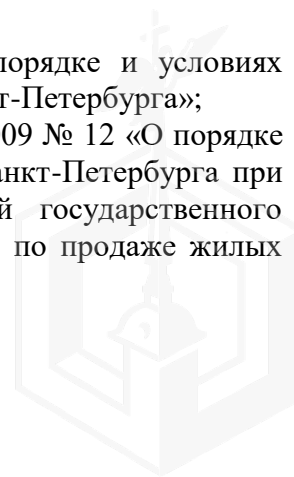 порядке и условиях
т-Петербурга»;
09 № 12 «О порядке
анкт-Петербурга при
й государственного
по продаже жилых